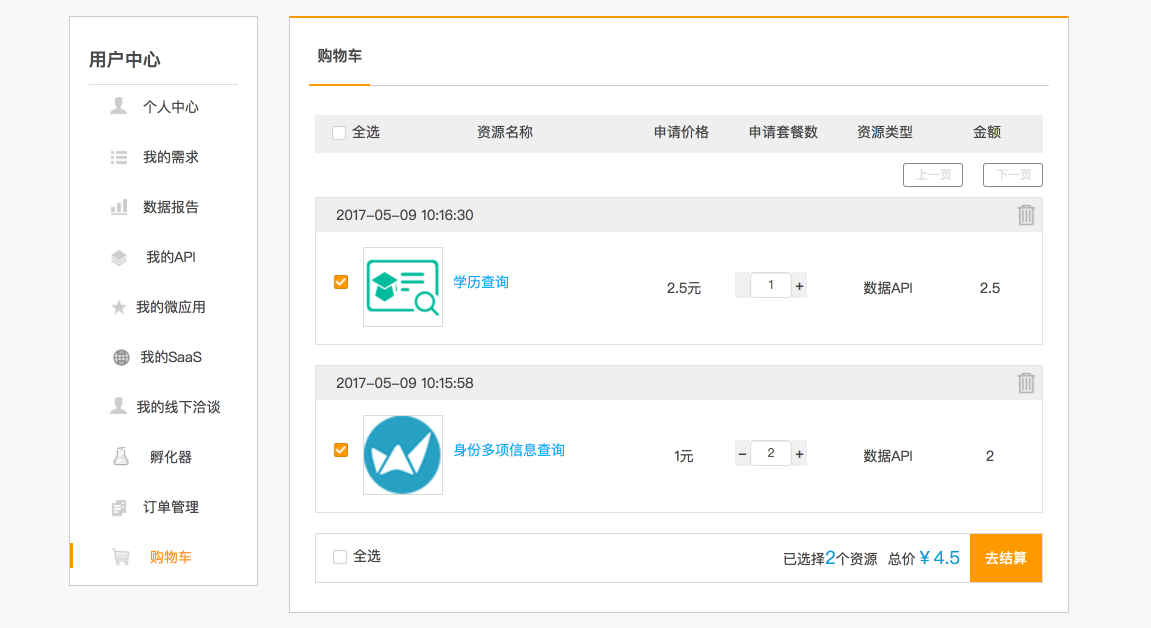 用户中心
个人中心
我的需求
数据报告
我的API
我的微应用
我的SaaS
我的线下洽谈
孵化器
订单管理
购物车
购物车
全选 资源名称 申请价格 申请套餐数 资源类型 金额
上一页 下一页
2017-05-09 10:16:30
学历查询 2.5元 1 + 数据API 2.5
2017-05-09 10:15:58
身份多项信息查询 1元 - 2 + 数据API 2
全选 已选择2个资源 总价 ¥ 4.5 去结算